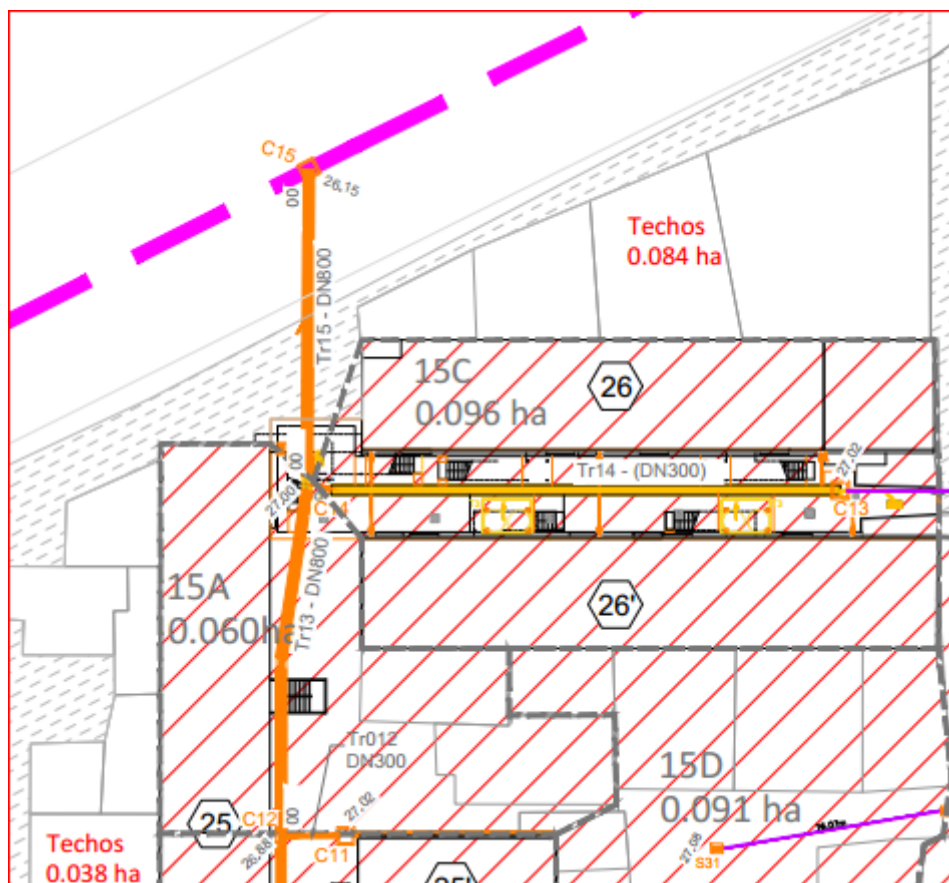 C15
26,15
00
Tr15 - DN800
Techos
0.084 ha
15C
0.096 ha
26
00
Tr14 - (DN300)
27,02
27,00
C14
C13
Tr13 - DN800
15A
0.060ha
26'
Tr012
DN300
15D
0.091 ha
00
27,02
C12
25
C11
26,88
27,08
S31
Techos
0.038 ha
25'